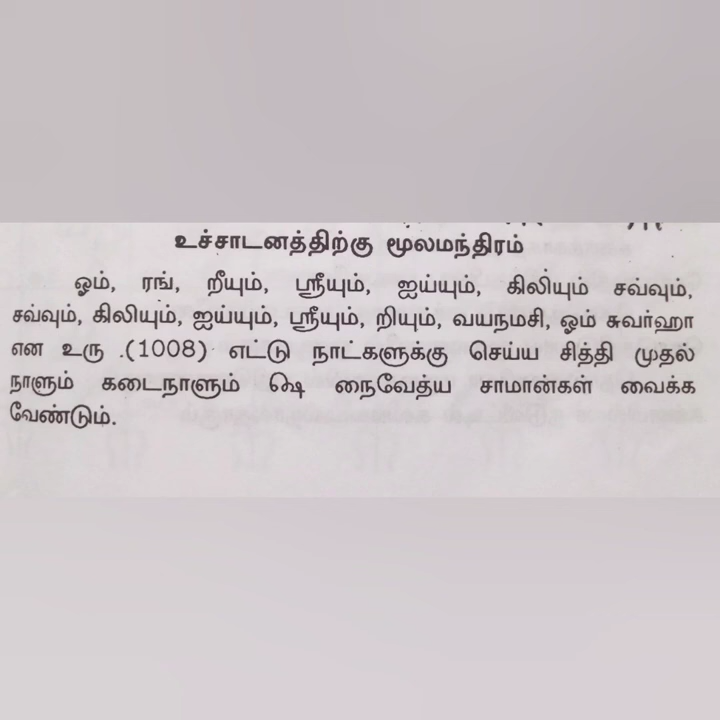 உச்சாடனத்திற்கு மூலமந்திரம்
ஓம், ரங், றீயும், ஸ்ரீயும், ஐய்யும், கிலியும் சவ்வும்,
சவ்வும், கிலியும், ஐய்யும், ஸ்ரீயும், றியும், வயநமசி, ஓம் சுவர்ஹா
என உரு .(1008) எட்டு நாட்களுக்கு செய்ய சித்தி முதல்
நாளும் கடைநாளும் ௸ நைவேத்ய சாமான்கள் வைக்க
வேண்டும்.